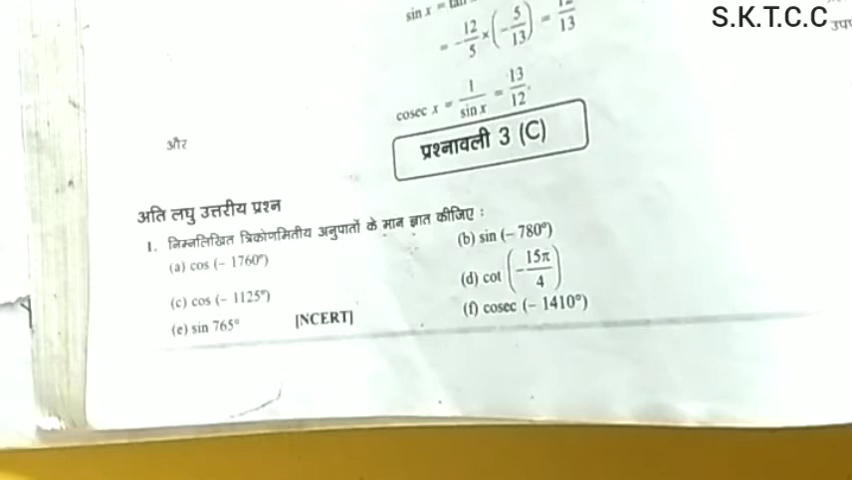 S.K.T.C.C
sin x =
= -12/5 × (-5/13) = 12/13
और cosec x = 1/sin x = 13/12.
प्रश्नावली 3 (C)
अति लघु उत्तरीय प्रश्न
1. निम्नलिखित त्रिकोणमितीय अनुपातों के मान ज्ञात कीजिए :
(a) cos (- 1760°) (b) sin (- 780°)
(c) cos (- 1125°) (d) cot (-15π/4)
(e) sin 765° [NCERT] (f) cosec (- 1410°)